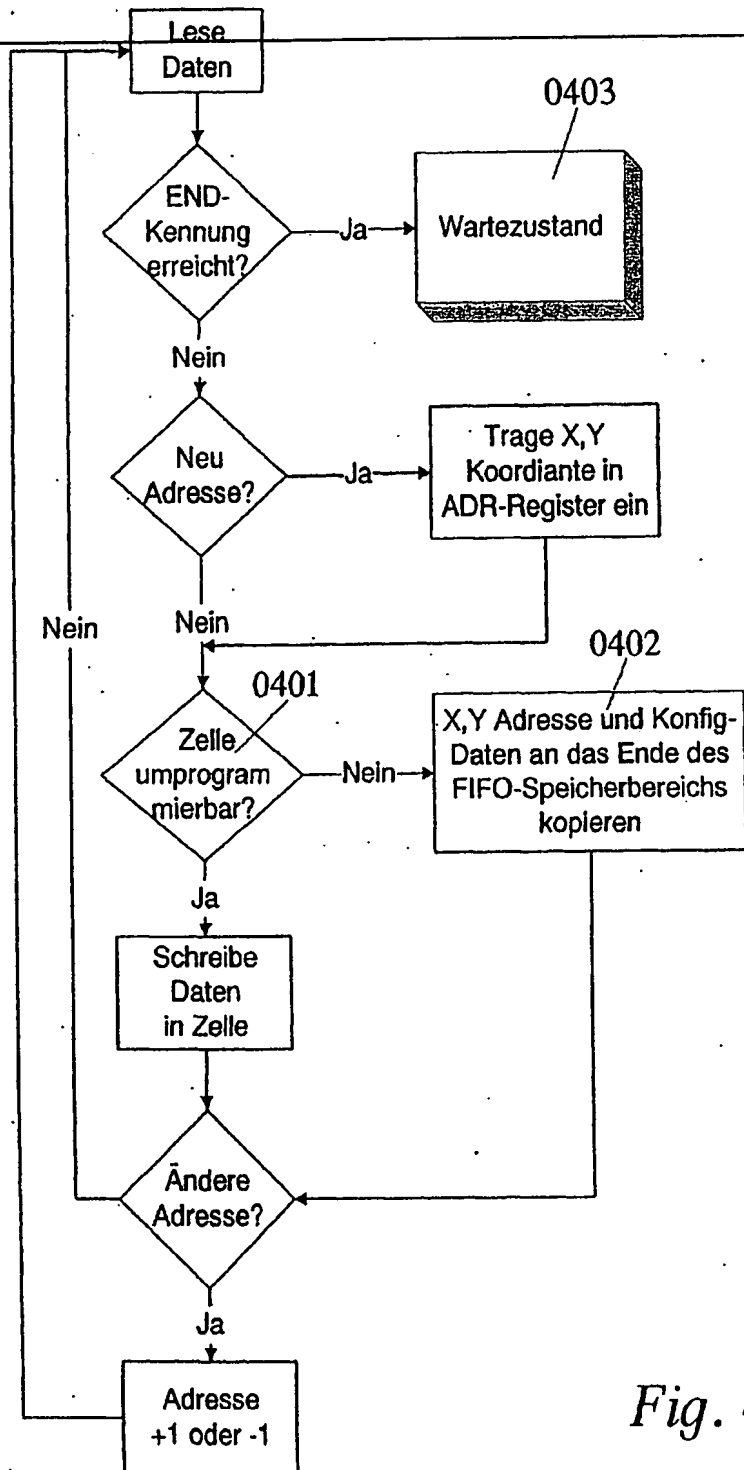 Lese
Daten
0403
END-
Kennung
erreicht?
Ja
Wartezustand
Nein
Neu
Adresse?
Ja
Trage X,Y
Koordiante in
ADR-Register ein
Nein
Nein
0401
0402
Zelle
umprogram
mierbar?
Nein
X,Y Adresse und Konfig-
Daten an das Ende des
FIFO-Speicherbereichs
kopieren
Ja
Schreibe
Daten
in Zelle
Ändere
Adresse?
Ja
Adresse
+1 oder -1
Fig.